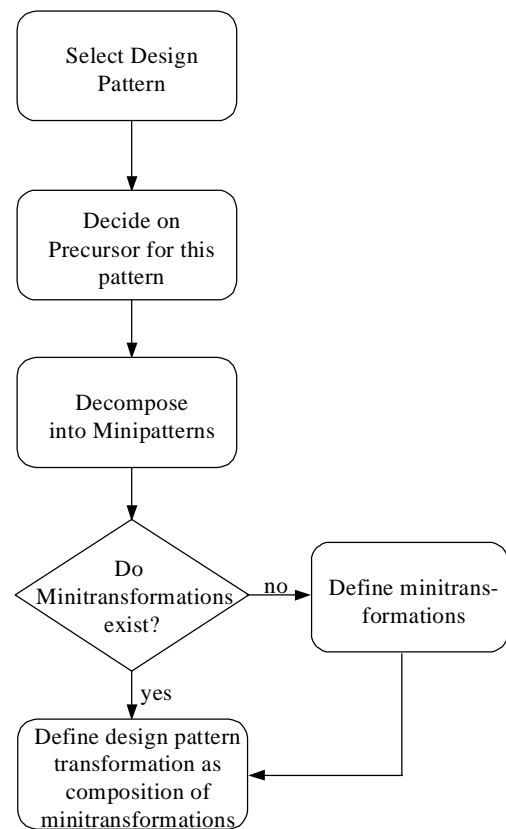 Select Design
Pattern
Decide on
Precursor for this
pattern
Decompose
into Minipatterns
Do
Minitransformations
exist?
no
Define minitrans-
formations
yes
Define design pattern
transformation as
composition of
minitransformations